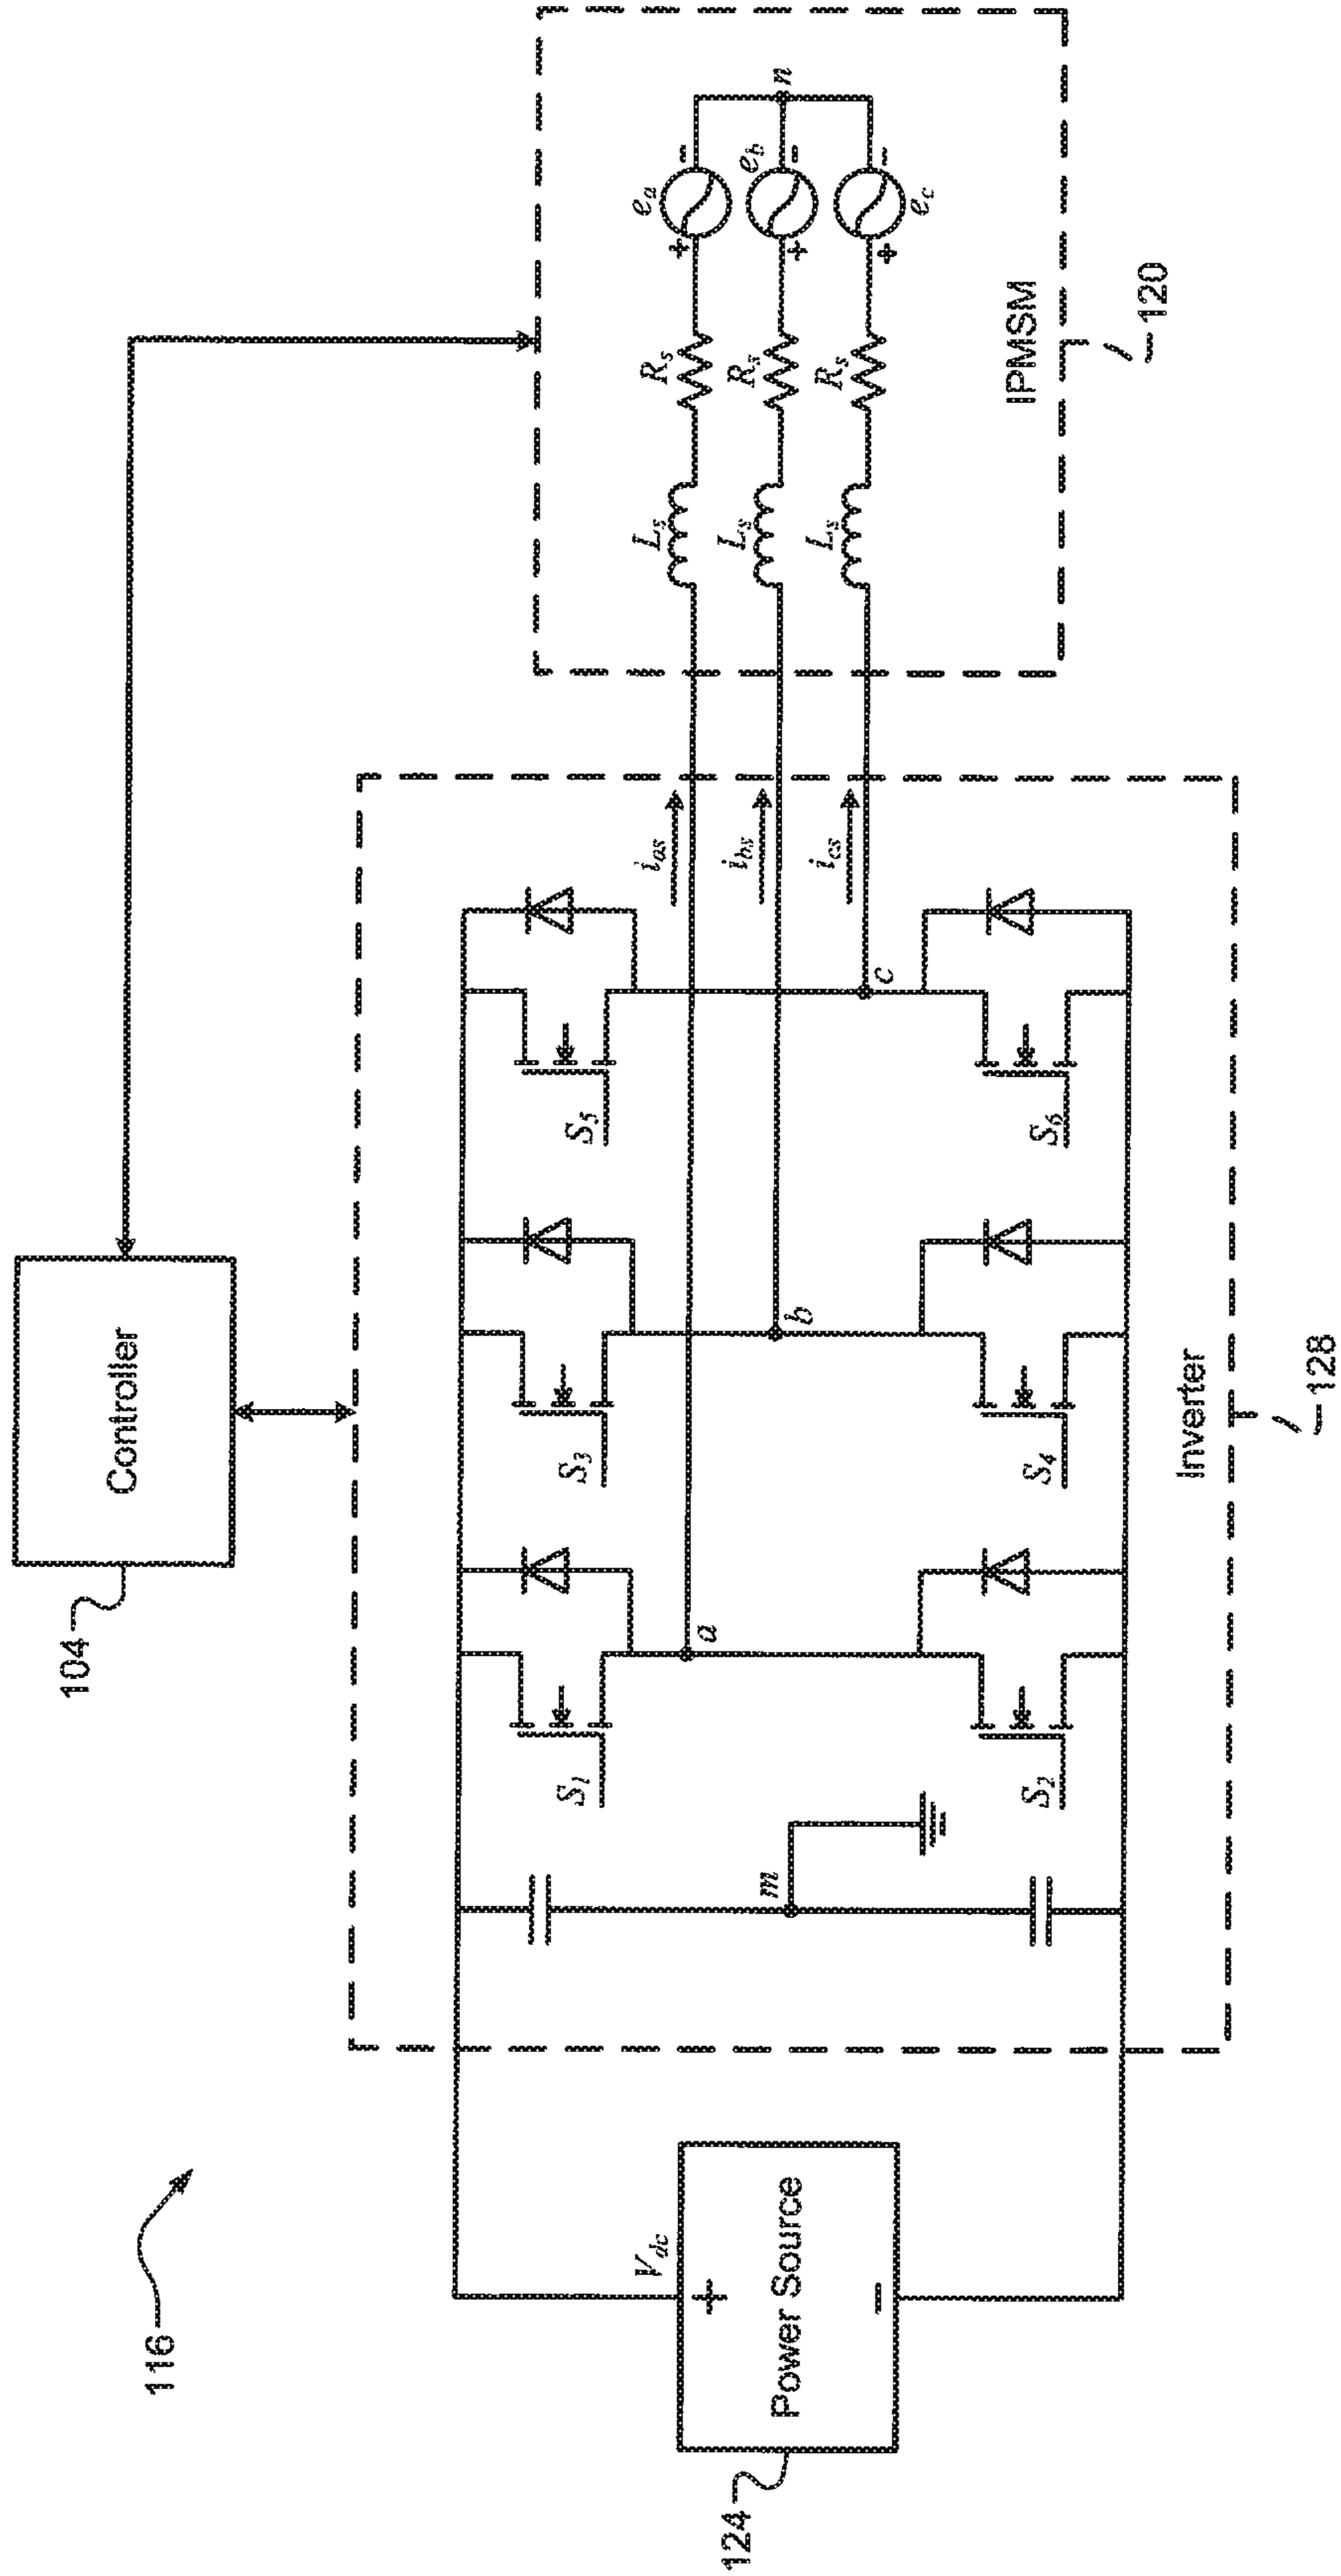 116
104
Controller
124
Power Source
V_dc
+
-
m
S_1
S_2
a
S_3
S_4
b
S_5
S_6
c
i_as
i_bs
i_cs
Inverter
128
L_s
L_s
L_s
R_s
R_s
R_s
+
e_a
-
+
e_b
-
+
e_c
-
n
IPMSM
120